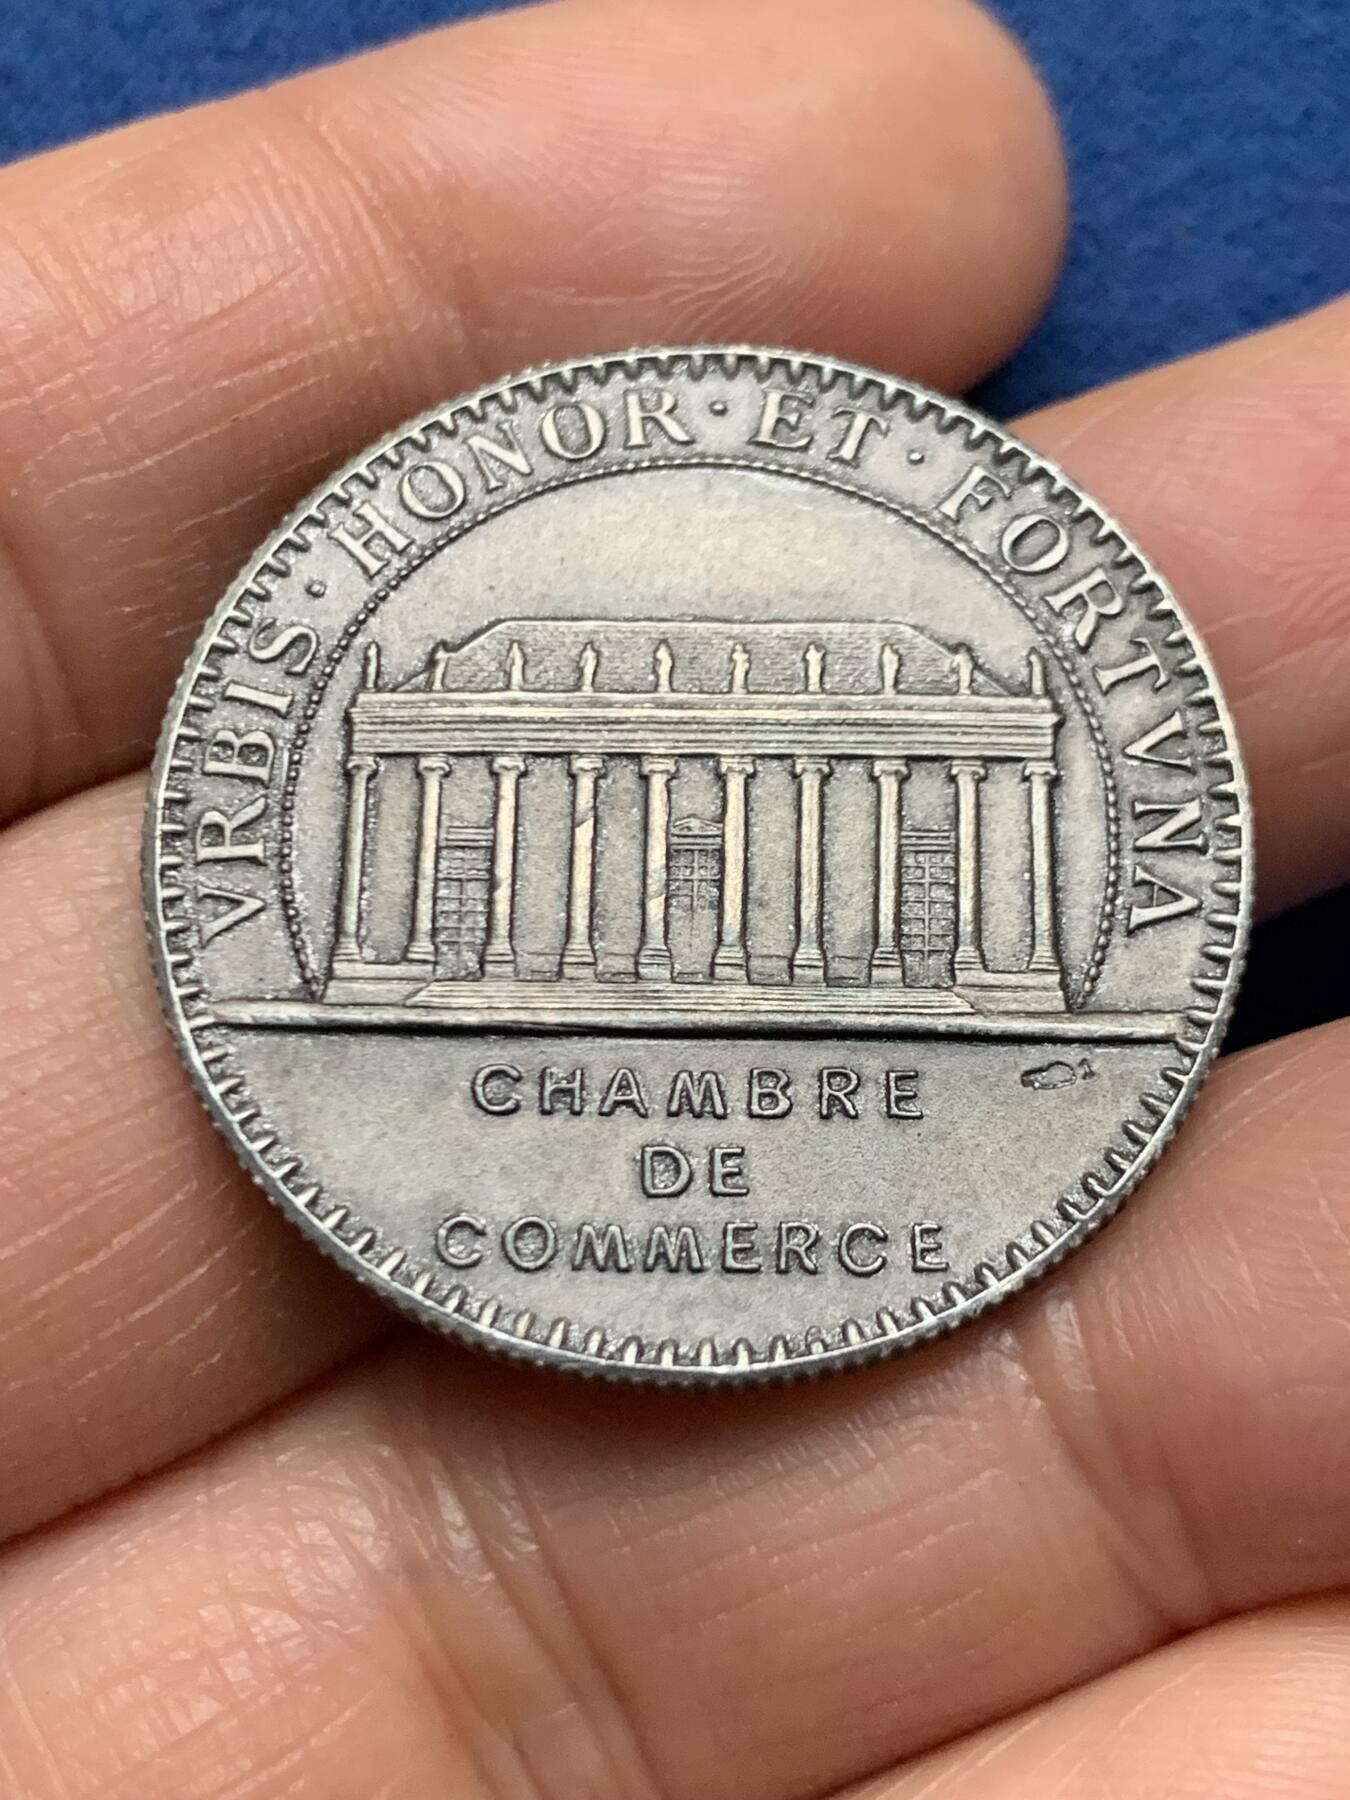 VRBIS · HONOR · ET · FORTVNA
CHAMBRE
DE
COMMERCE